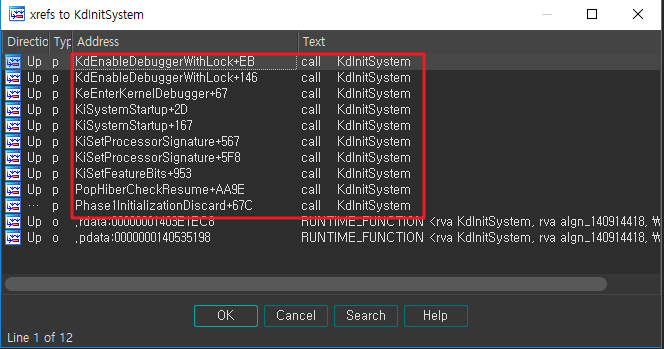 xrefs to KdInitSystem
Directio Typ Address Text
Up p KdEnableDebuggerWithLock+EB call KdInitSystem
Up p KdEnableDebuggerWithLock+146 call KdInitSystem
Up p KeEnterKernelDebugger+67 call KdInitSystem
Up p KiSystemStartup+2D call KdInitSystem
Up p KiSystemStartup+167 call KdInitSystem
Up p KiSetProcessorSignature+567 call KdInitSystem
Up p KiSetProcessorSignature+5F8 call KdInitSystem
Up p KiSetFeatureBits+953 call KdInitSystem
Up p PopHiberCheckResume+AA9E call KdInitSystem
... p Phase1InitializationDiscard+67C call KdInitSystem
Up o .rdata:00000001403E1EC8 RUNTIME_FUNCTION <rva KdInitSystem, rva algn_140914418, ₩
Up o .pdata:0000000140535198 RUNTIME_FUNCTION <rva KdInitSystem, rva algn_140914418, ₩
OK Cancel Search Help
Line 1 of 12